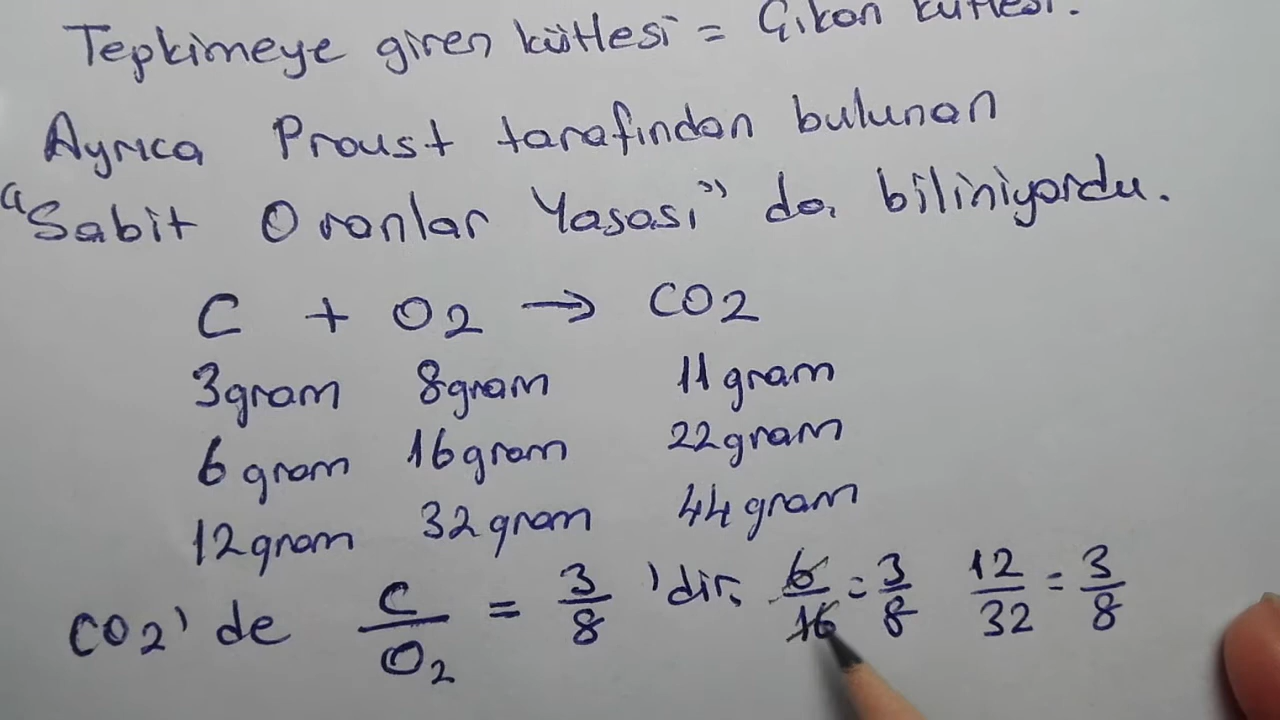 Tepkimeye giren kütlesi = Çıkan kütlesi.
Ayrıca Proust tarafından bulunan
"Sabit Oranlar Yasası" da biliniyordu.
C + O2 → CO2
3gram 8gram 11gram
6gram 16gram 22gram
12gram 32gram 44gram
CO2'de C/O2 = 3/8 'dir. 6/16 = 3/8 12/32 = 3/8